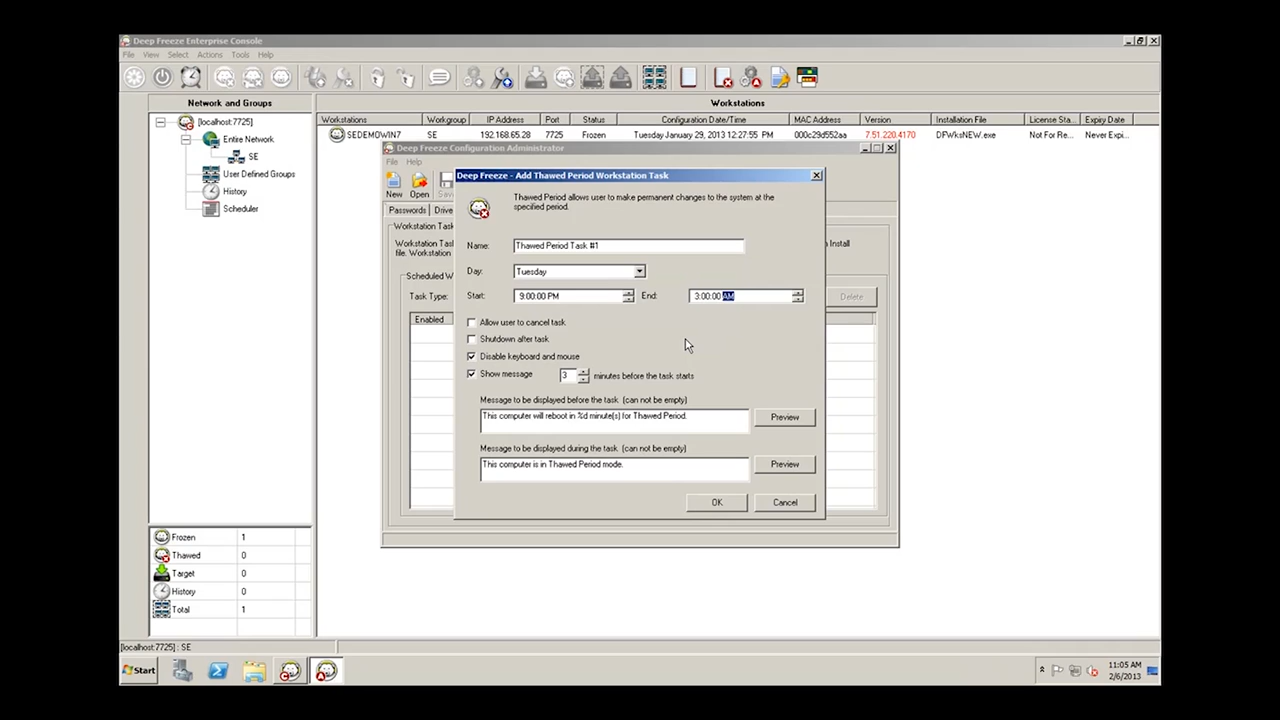 Deep Freeze Enterprise Console
File View Select Actions Tools Help
Network and Groups
Workstations
[localhost:7725]
Entire Network
SE
User Defined Groups
History
Scheduler
Workstations Workgroup IP Address Port Status Configuration Date/Time MAC Address Version Installation File License Sta... Expiry Date
SEDEMOWIN7 SE 192.168.65.28 7725 Frozen Tuesday January 29, 2013 12:27:55 PM 000c29d552aa 7.51.220.4170 DFWksNEW.exe Not For Re... Never Expi...
Deep Freeze Configuration Administrator
File Help
New Open Save
Passwords Drive
Workstation Task
Workstation Tas
file. Workstation
n Install
Scheduled W
Task Type:
Delete
Enabled
Deep Freeze - Add Thawed Period Workstation Task
Thawed Period allows user to make permanent changes to the system at the
specified period.
Name: Thawed Period Task #1
Day: Tuesday
Start: 9:00:00 PM End: 3:00:00 AM
Allow user to cancel task
Shutdown after task
Disable keyboard and mouse
Show message 3 minutes before the task starts
Message to be displayed before the task (can not be empty)
This computer will reboot in %d minute(s) for Thawed Period.
Preview
Message to be displayed during the task (can not be empty)
This computer is in Thawed Period mode.
Preview
OK Cancel
Frozen 1
Thawed 0
Target 0
History 0
Total 1
[localhost:7725] : SE
Start
11:05 AM
2/6/2013